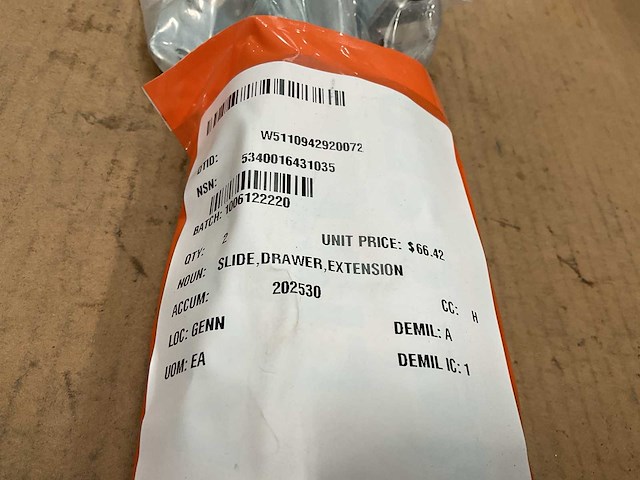 DTID: W5110942920072
NSN: 5340016431035
BATCH: 1006122220
QTY: 2 UNIT PRICE: $66.42
NOUN: SLIDE,DRAWER,EXTENSION
ACCUM: 202530 CC: H
LOC: GENN DEMIL: A
UOM: EA DEMIL IC: 1